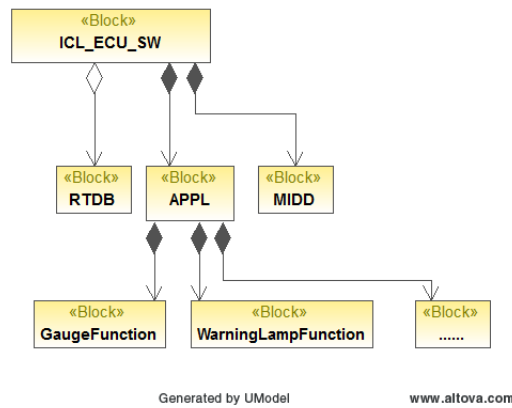 «Block»
ICL_ECU_SW
«Block»
RTDB
«Block»
APPL
«Block»
MIDD
«Block»
GaugeFunction
«Block»
WarningLampFunction
«Block»
......
Generated by UModel
www.altova.com